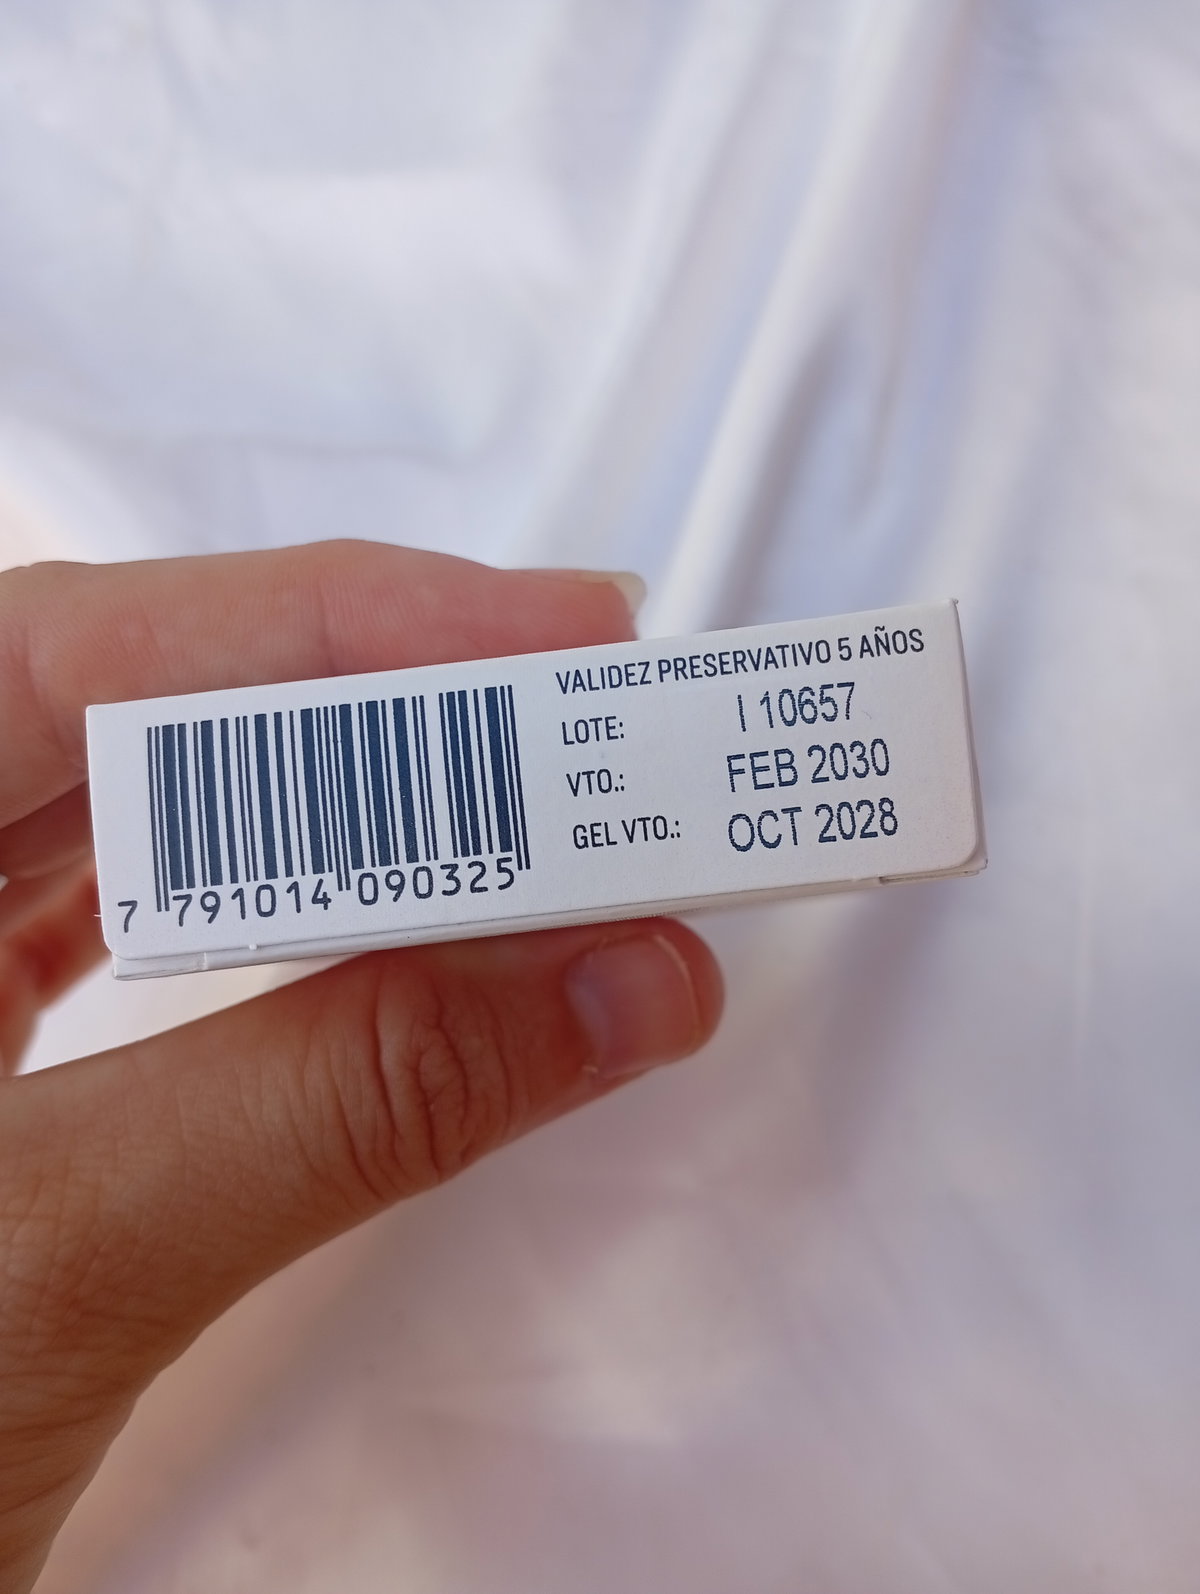 VALIDEZ PRESERVATIVO 5 AÑOS
LOTE: I 10657
VTO.: FEB 2030
GEL VTO.: OCT 2028
7 791014 090325